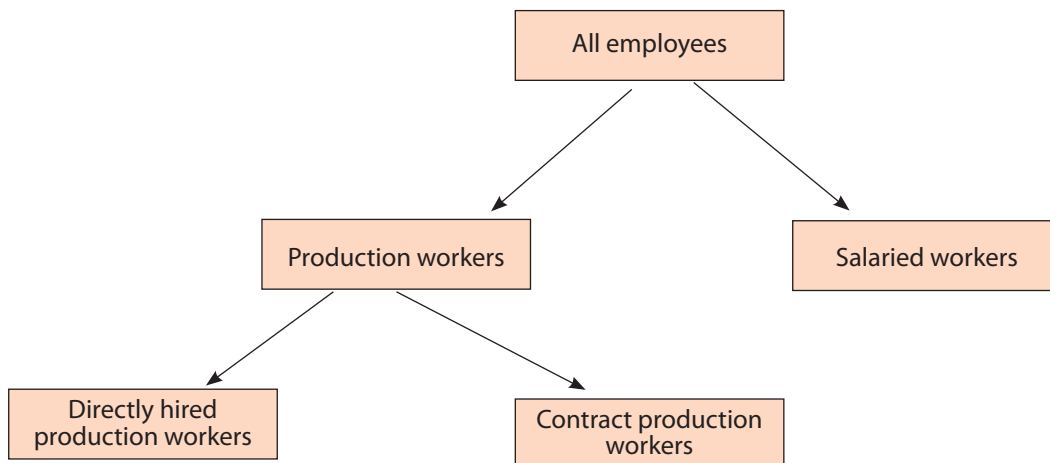 All employees
Production workers
Salaried workers
Directly hired
production workers
Contract production
workers